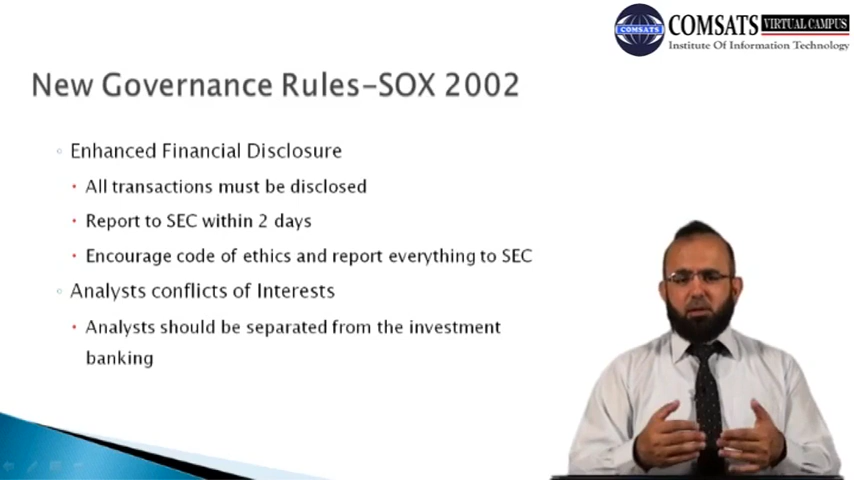 COMSATS VIRTUAL CAMPUS
COMSATS
Institute Of Information Technology
New Governance Rules-SOX 2002
Enhanced Financial Disclosure
All transactions must be disclosed
Report to SEC within 2 days
Encourage code of ethics and report everything to SEC
Analysts conflicts of Interests
Analysts should be separated from the investment
banking